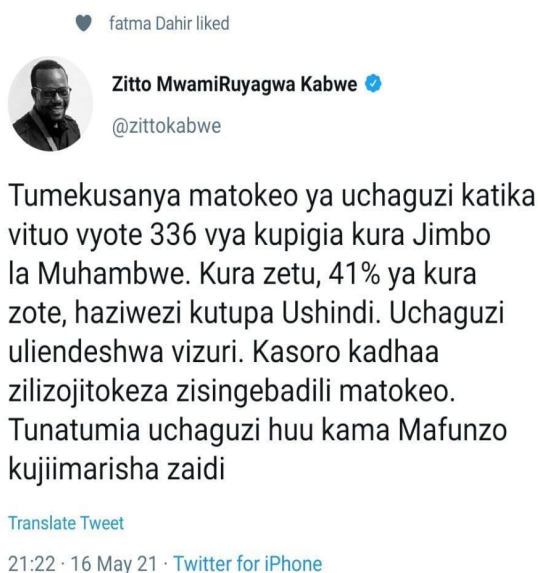 fatma Dahir liked
Zitto MwamiRuyagwa Kabwe
@zittokabwe
Tumekusanya matokeo ya uchaguzi katika
vituo vyote 336 vya kupigia kura Jimbo
la Muhambwe. Kura zetu, 41% ya kura
zote, haziwezi kutupa Ushindi. Uchaguzi
uliendeshwa vizuri. Kasoro kadhaa
zilizojitokeza zisingebadili matokeo.
Tunatumia uchaguzi huu kama Mafunzo
kujiimarisha zaidi
Translate Tweet
21:22 · 16 May 21 · Twitter for iPhone